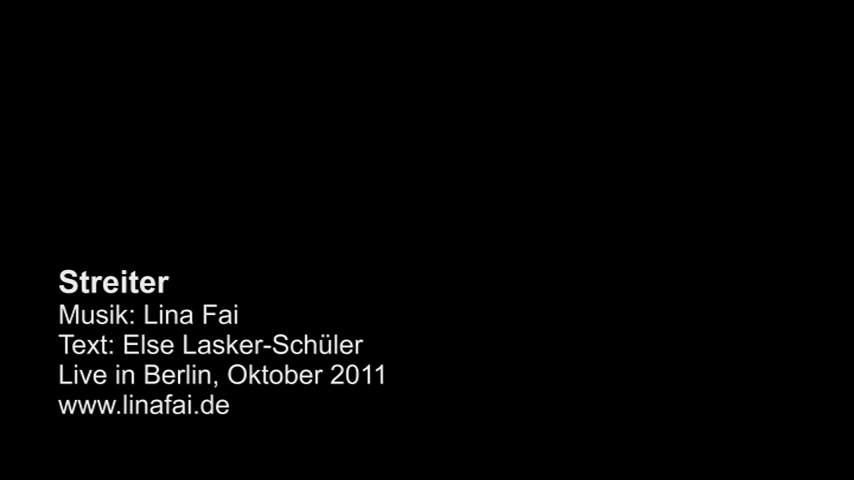 Streiter
Musik: Lina Fai
Text: Else Lasker-Schüler
Live in Berlin, Oktober 2011
www.linafai.de